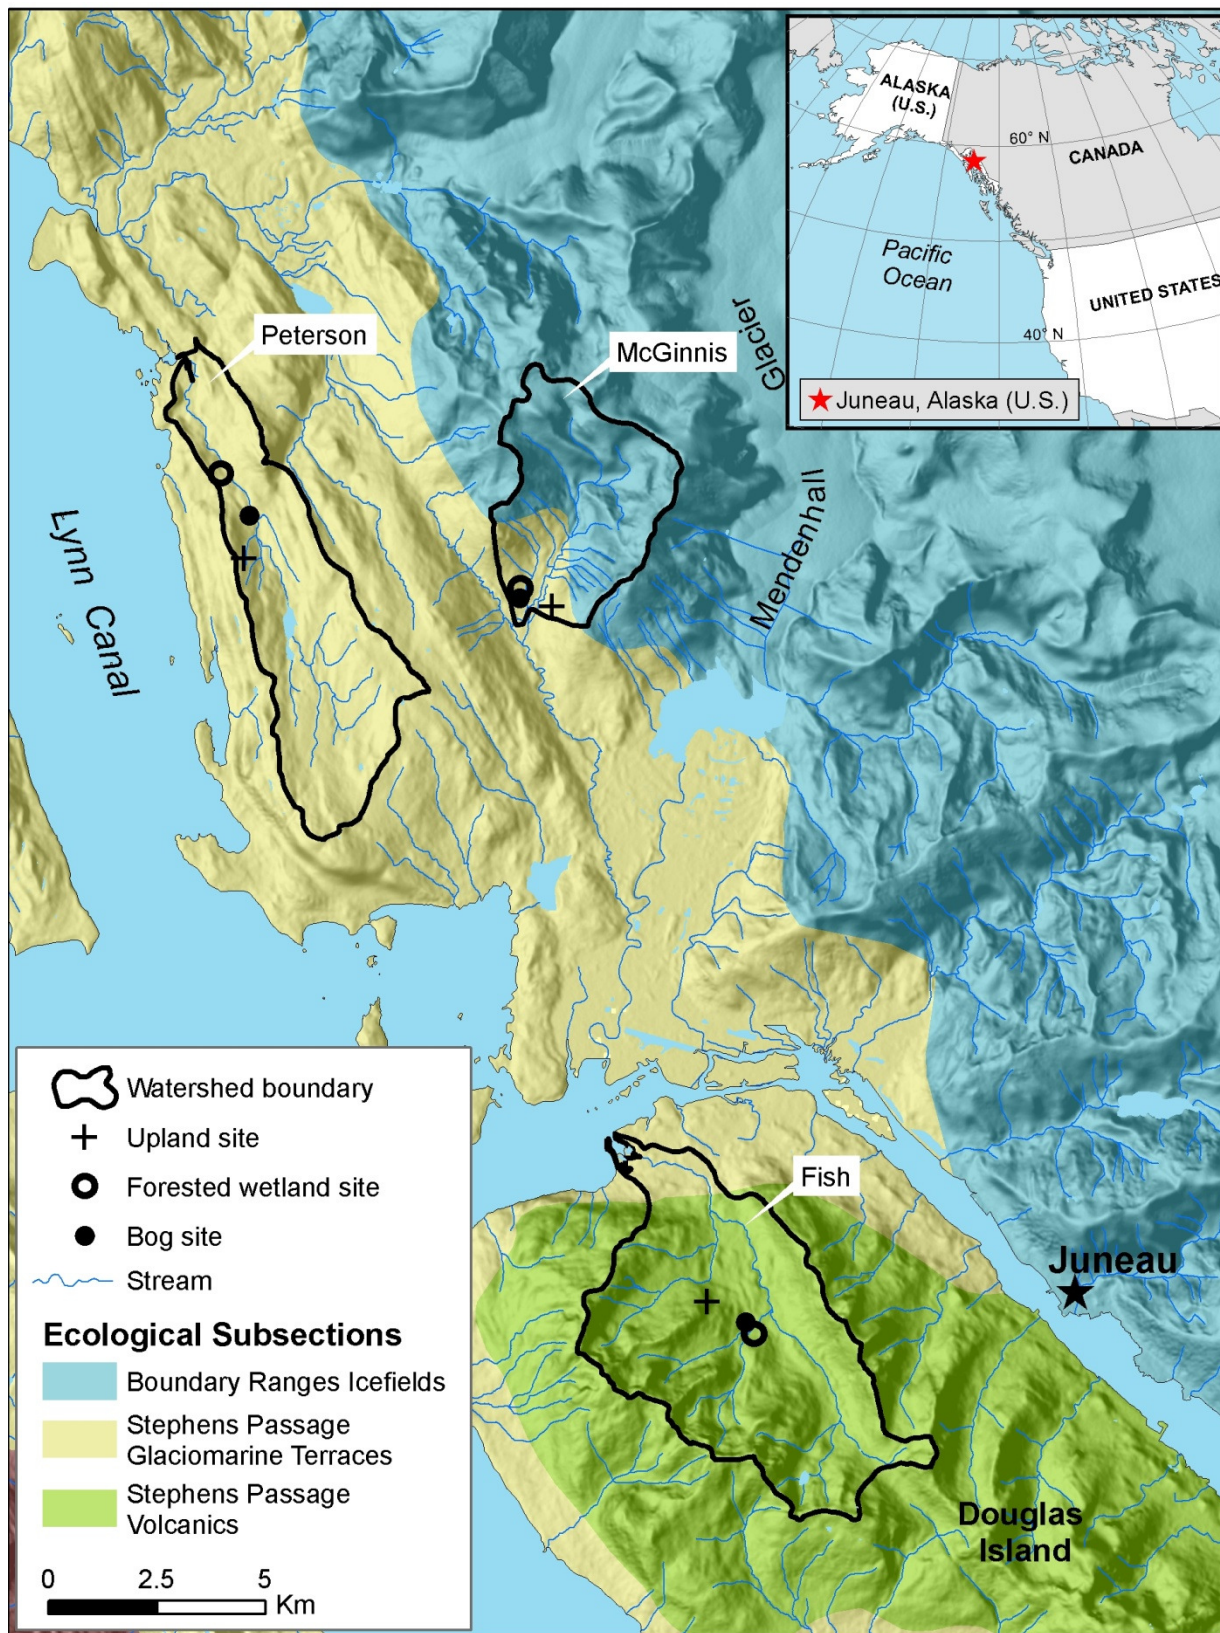 ALASKA
(U.S.)
60° N
CANADA
Pacific
Ocean
UNITED STATES
40° N
Juneau, Alaska (U.S.)
Peterson
McGinnis
Glacier
Mendenhall
Lynn Canal
Fish
Juneau
Douglas
Island
Watershed boundary
Upland site
Forested wetland site
Bog site
Stream
Ecological Subsections
Boundary Ranges Icefields
Stephens Passage
Glaciomarine Terraces
Stephens Passage
Volcanics
0 2.5 5
Km